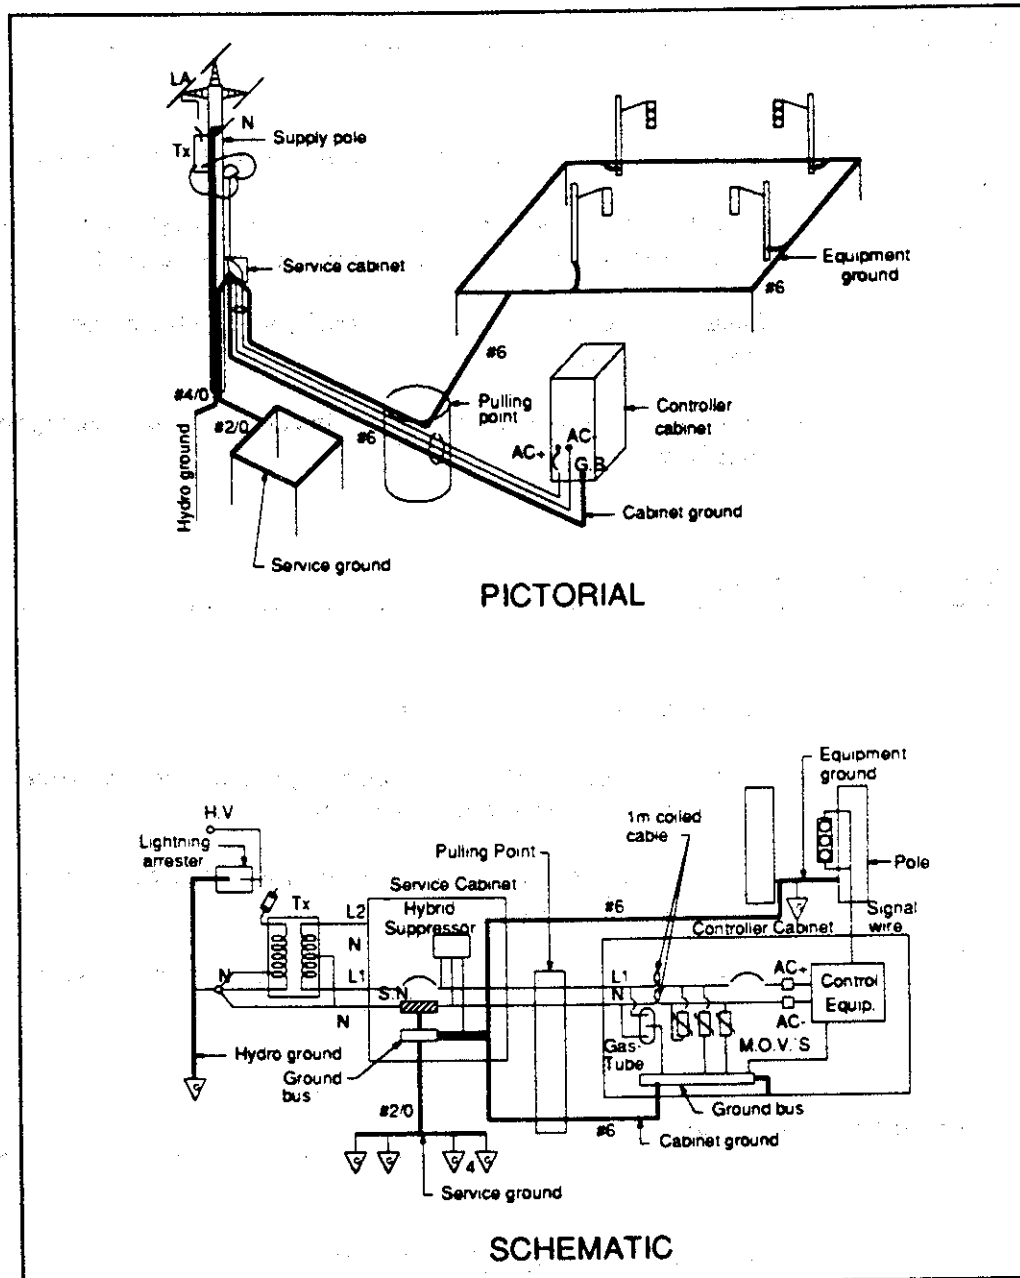 LA
N
Tx
Supply pole
Service cabinet
Equipment
ground
#6
#6
Pulling
point
Controller
cabinet
#4/0
#2/0
#6
AC+
AC-
G.B.
Hydro ground
Cabinet ground
Service ground
PICTORIAL
Equipment
ground
H.V
1m coiled
cable
Lightning
arrester
Pulling Point
Pole
Service Cabinet
Tx
L2
Hybrid
Suppressor
#6
Signal
wire
Controller Cabinet
N
N
L1
S.N
L1
N
AC+
Control
Equip.
N
AC-
Gas
Tube
M.O.V.'S
Hydro ground
Ground
bus
Ground bus
#2/0
#6
Cabinet ground
G
G
G
G
G
G
4
Service ground
SCHEMATIC